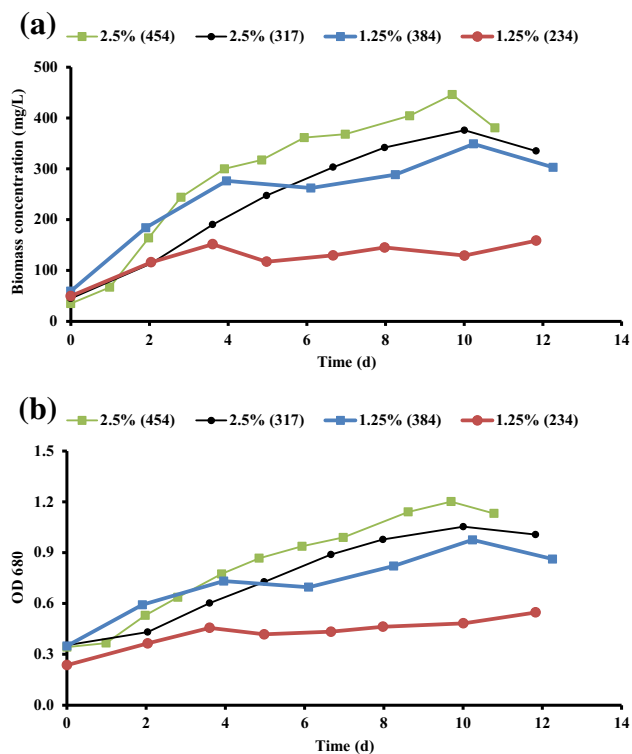 (a)
2.5% (454) 2.5% (317) 1.25% (384) 1.25% (234)
500
400
300
200
100
0
Biomass concentration (mg/L)
0 2 4 6 8 10 12 14
Time (d)
(b)
2.5% (454) 2.5% (317) 1.25% (384) 1.25% (234)
1.5
1.2
0.9
0.6
0.3
0.0
OD 680
0 2 4 6 8 10 12 14
Time (d)